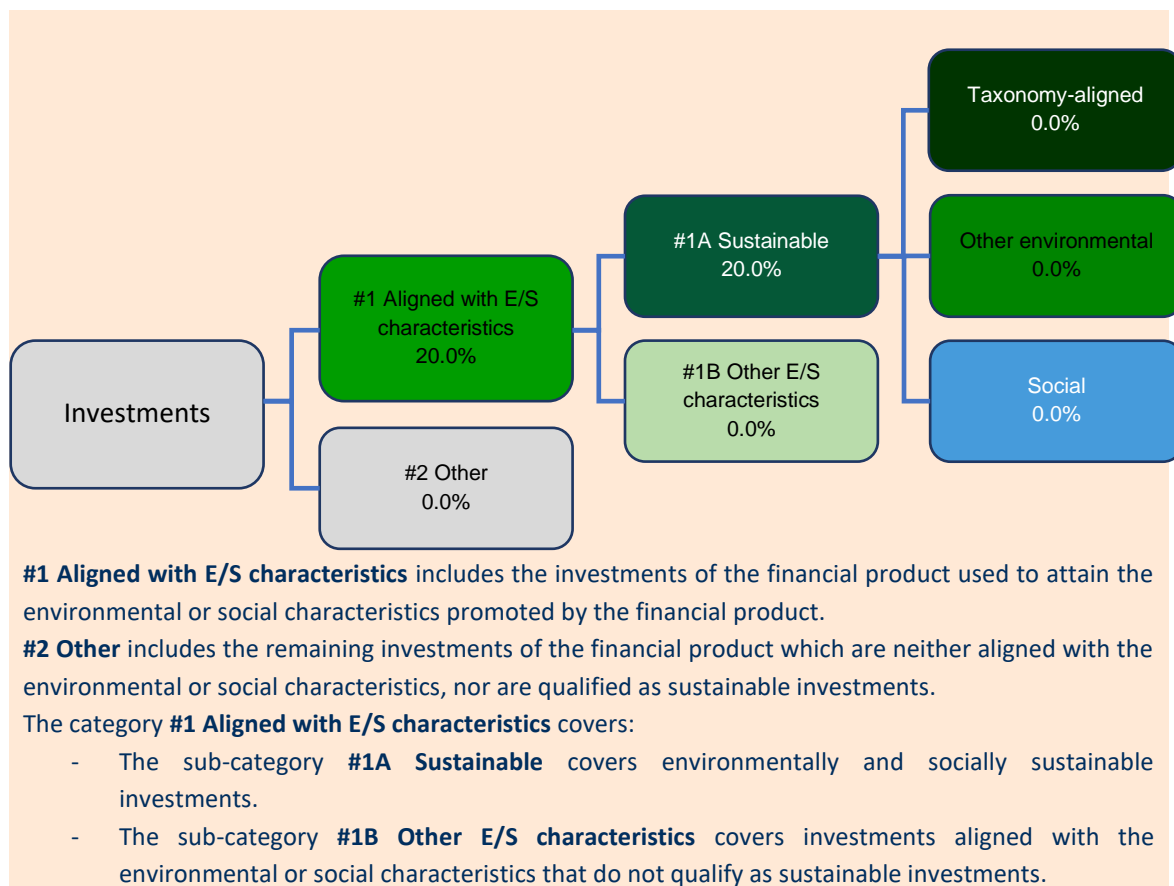 Taxonomy-aligned
0.0%
#1A Sustainable
20.0%
Other environmental
0.0%
#1 Aligned with E/S
characteristics
20.0%
#1B Other E/S
characteristics
0.0%
Social
0.0%
Investments
#2 Other
0.0%
#1 Aligned with E/S characteristics includes the investments of the financial product used to attain the
environmental or social characteristics promoted by the financial product.
#2 Other includes the remaining investments of the financial product which are neither aligned with the
environmental or social characteristics, nor are qualified as sustainable investments.
The category #1 Aligned with E/S characteristics covers:
- The sub-category #1A Sustainable covers environmentally and socially sustainable
investments.
- The sub-category #1B Other E/S characteristics covers investments aligned with the
environmental or social characteristics that do not qualify as sustainable investments.